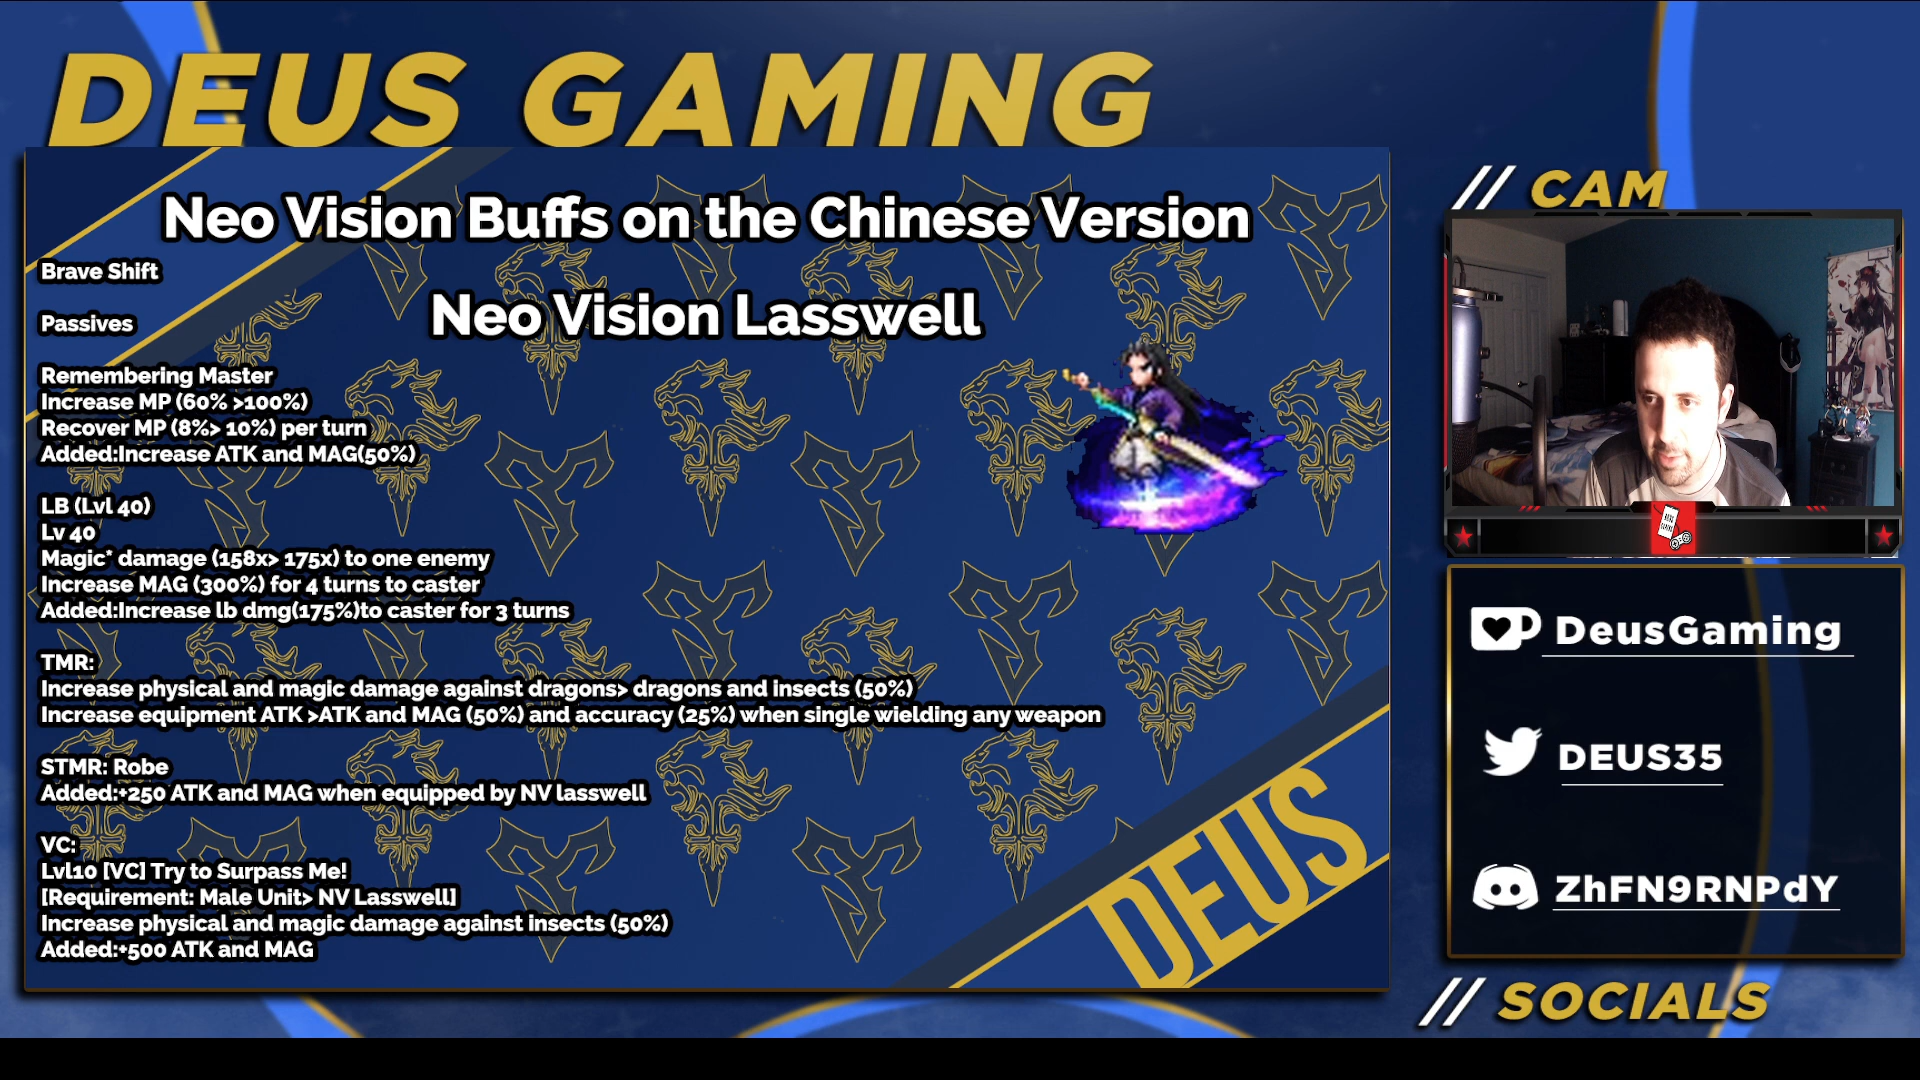 DEUS GAMING
Neo Vision Buffs on the Chinese Version
Neo Vision Lasswell
Brave Shift
Passives
Remembering Master
Increase MP (60% >100%)
Recover MP (8%> 10%) per turn
Added:Increase ATK and MAG(50%)
LB (Lvl 40)
Lv 40
Magic* damage (158x> 175x) to one enemy
Increase MAG (300%) for 4 turns to caster
Added:Increase lb dmg(175%)to caster for 3 turns
TMR:
Increase physical and magic damage against dragons> dragons and insects (50%)
Increase equipment ATK >ATK and MAG (50%) and accuracy (25%) when single wielding any weapon
STMR: Robe
Added:+250 ATK and MAG when equipped by NV lasswell
VC:
Lvl10 [VC] Try to Surpass Me!
[Requirement: Male Unit> NV Lasswell]
Increase physical and magic damage against insects (50%)
Added:+500 ATK and MAG
DEUS
// CAM
DeusGaming
DEUS35
ZhFN9RNPdY
// SOCIALS